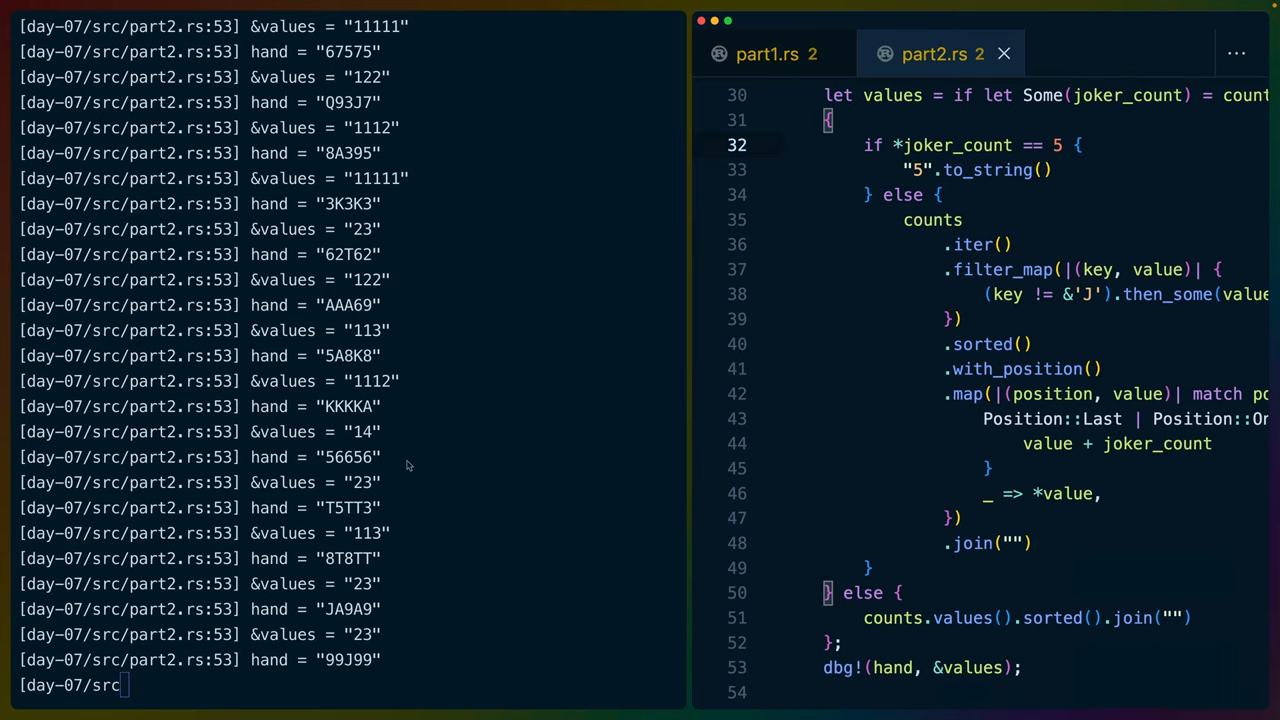 [day-07/src/part2.rs:53] &values = "11111"
[day-07/src/part2.rs:53] hand = "67575"
[day-07/src/part2.rs:53] &values = "122"
[day-07/src/part2.rs:53] hand = "Q93J7"
[day-07/src/part2.rs:53] &values = "1112"
[day-07/src/part2.rs:53] hand = "8A395"
[day-07/src/part2.rs:53] &values = "11111"
[day-07/src/part2.rs:53] hand = "3K3K3"
[day-07/src/part2.rs:53] &values = "23"
[day-07/src/part2.rs:53] hand = "62T62"
[day-07/src/part2.rs:53] &values = "122"
[day-07/src/part2.rs:53] hand = "AAA69"
[day-07/src/part2.rs:53] &values = "113"
[day-07/src/part2.rs:53] hand = "5A8K8"
[day-07/src/part2.rs:53] &values = "1112"
[day-07/src/part2.rs:53] hand = "KKKKA"
[day-07/src/part2.rs:53] &values = "14"
[day-07/src/part2.rs:53] hand = "56656"
[day-07/src/part2.rs:53] &values = "23"
[day-07/src/part2.rs:53] hand = "T5TT3"
[day-07/src/part2.rs:53] &values = "113"
[day-07/src/part2.rs:53] hand = "8T8TT"
[day-07/src/part2.rs:53] &values = "23"
[day-07/src/part2.rs:53] hand = "JA9A9"
[day-07/src/part2.rs:53] &values = "23"
[day-07/src/part2.rs:53] hand = "99J99"
[day-07/src
part1.rs 2 part2.rs 2
30 let values = if let Some(joker_count) = count
31 {
32 if *joker_count == 5 {
33 "5".to_string()
34 } else {
35 counts
36 .iter()
37 .filter_map(|(key, value)| {
38 (key != &'J').then_some(value
39 })
40 .sorted()
41 .with_position()
42 .map(|(position, value)| match po
43 Position::Last | Position::On
44 value + joker_count
45 }
46 _ => *value,
47 })
48 .join("")
49 }
50 } else {
51 counts.values().sorted().join("")
52 };
53 dbg!(hand, &values);
54